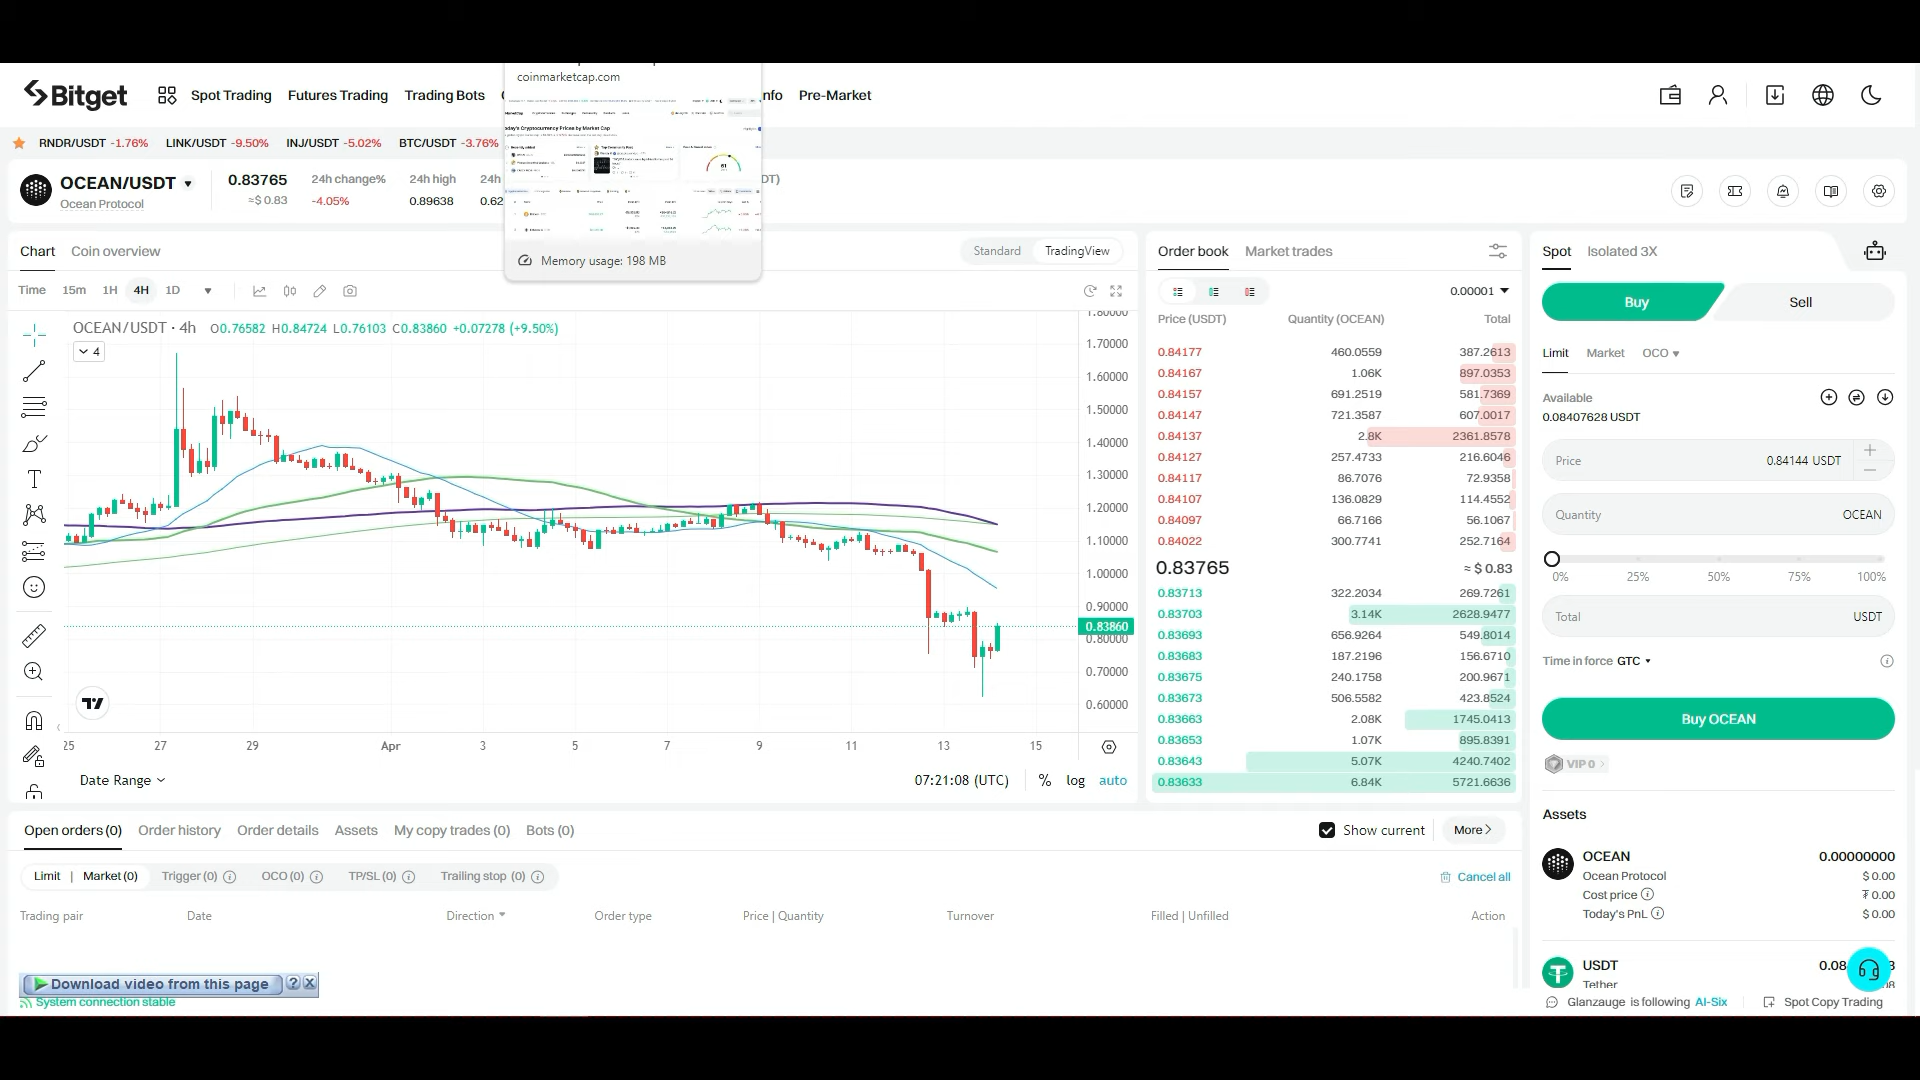 coinmarketcap.com
Bitget
Spot Trading
Futures Trading
Trading Bots
nfo
Pre-Market
RNDR/USDT -1.76%
LINK/USDT -9.50%
INJ/USDT -5.02%
BTC/USDT -3.76%
OCEAN/USDT
Ocean Protocol
0.83765
≈$ 0.83
24h change%
-4.05%
24h high
0.89638
24h
0.62
DT)
Memory usage: 198 MB
Chart
Coin overview
Standard
TradingView
Time
15m
1H
4H
1D
OCEAN/USDT · 4h O0.76582 H0.84724 L0.76103 C0.83860 +0.07278 (+9.50%)
4
1.80000
1.70000
1.60000
1.50000
1.40000
1.30000
1.20000
1.10000
1.00000
0.90000
0.83860
0.80000
0.70000
0.60000
25
27
29
Apr
3
5
7
9
11
13
15
Date Range
07:21:08 (UTC)
%
log
auto
Order book
Market trades
0.00001
Price (USDT) Quantity (OCEAN) Total
0.84177 460.0559 387.2613
0.84167 1.06K 897.0353
0.84157 691.2519 581.7369
0.84147 721.3587 607.0017
0.84137 2.8K 2361.8578
0.84127 257.4733 216.6046
0.84117 86.7076 72.9358
0.84107 136.0829 114.4552
0.84097 66.7166 56.1067
0.84022 300.7741 252.7164
0.83765 ≈ $ 0.83
0.83713 322.2034 269.7261
0.83703 3.14K 2628.9477
0.83693 656.9264 549.8014
0.83683 187.2196 156.6710
0.83675 240.1758 200.9671
0.83673 506.5582 423.8524
0.83663 2.08K 1745.0413
0.83653 1.07K 895.8391
0.83643 5.07K 4240.7402
0.83633 6.84K 5721.6636
Spot
Isolated 3X
Buy
Sell
Limit
Market
OCO
Available
0.08407628 USDT
Price 0.84144 USDT
Quantity OCEAN
0% 25% 50% 75% 100%
Total USDT
Time in force GTC
Buy OCEAN
VIP 0
Assets
OCEAN 0.00000000
Ocean Protocol $ 0.00
Cost price ₮ 0.00
Today's PnL $ 0.00
USDT 0.08 3
Tether 08
Open orders (0)
Order history
Order details
Assets
My copy trades (0)
Bots (0)
Show current
More
Limit | Market (0)
Trigger (0)
OCO (0)
TP/SL (0)
Trailing stop (0)
Cancel all
Trading pair
Date
Direction
Order type
Price | Quantity
Turnover
Filled | Unfilled
Action
Download video from this page
System connection stable
Glanzauge is following AI-Six
Spot Copy Trading